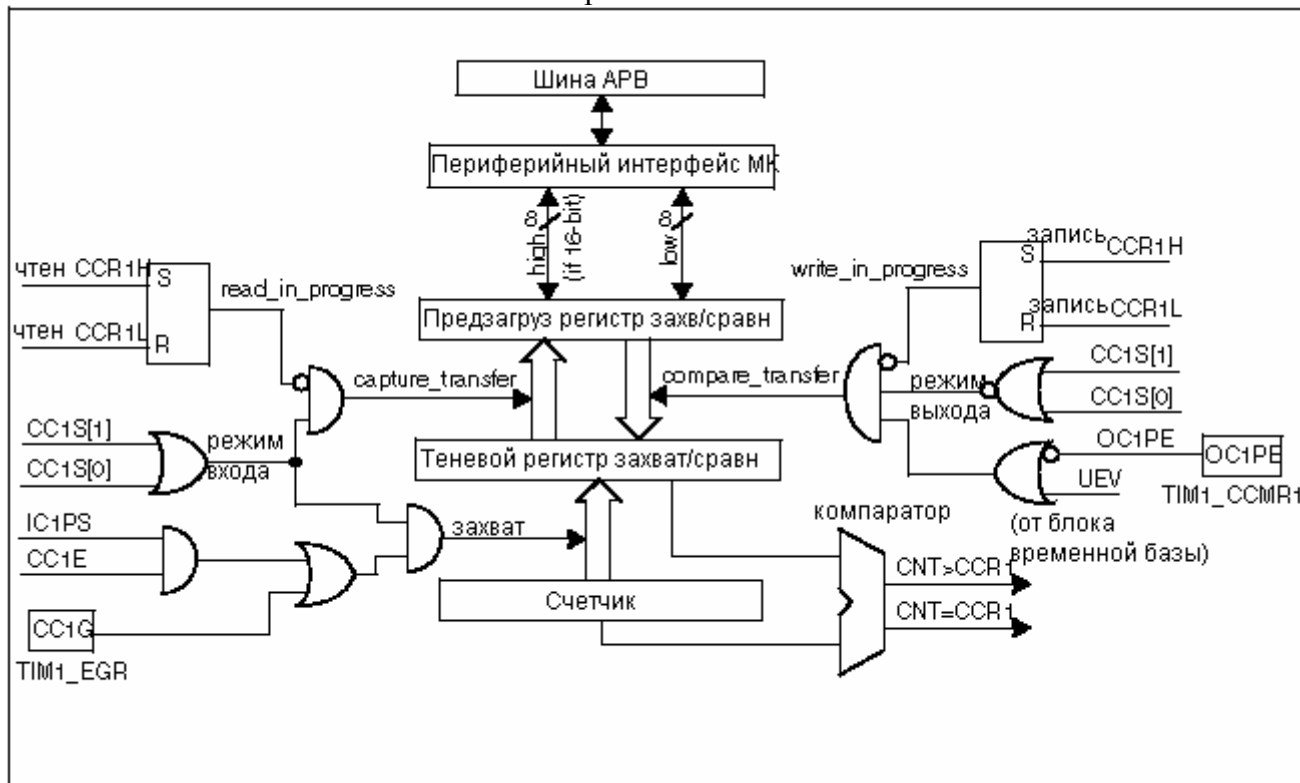 Шина APB
Периферийный интерфейс МК
8
high
(if 16-bit)
8
low
чтен CCR1H
S
read_in_progress
чтен CCR1L
R
write_in_progress
запись
S
CCR1H
запись
R
CCR1L
Предзагруз регистр захв/сравн
capture_transfer
compare_transfer
режим
выхода
CC1S[1]
CC1S[0]
CC1S[1]
CC1S[0]
режим
входа
Теневой регистр захват/сравн
OC1PE
OC1PE
UEV
TIM1_CCMR1
(от блока
временной базы)
IC1PS
CC1E
захват
компаратор
CNT>CCR1
Счетчик
CNT=CCR1
CC1G
TIM1_EGR